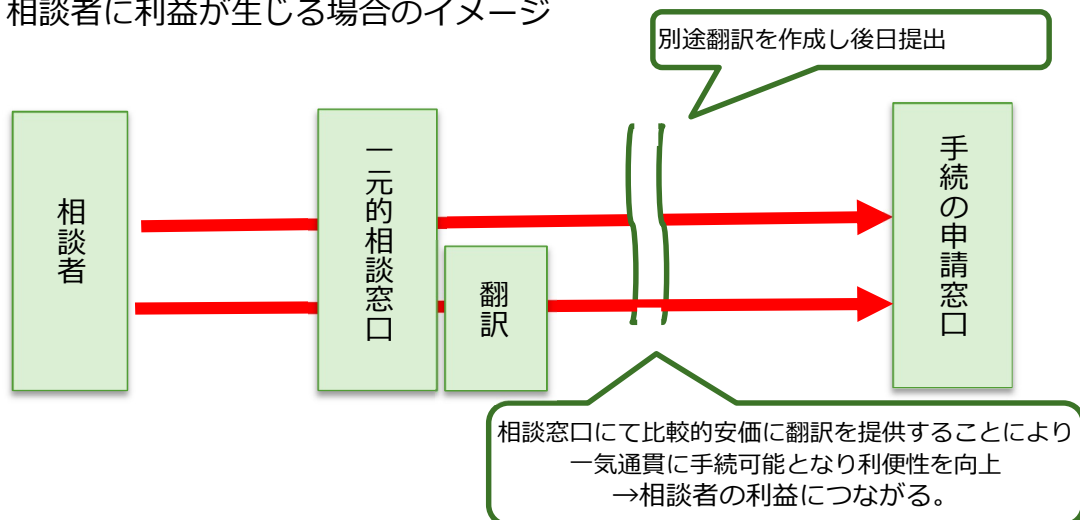 相談者に利益が生じる場合のイメージ
別途翻訳を作成し後日提出
相談者
一元的相談窓口
翻訳
手続の申請窓口
相談窓口にて比較的安価に翻訳を提供することにより
一気通貫に手続可能となり利便性を向上
→相談者の利益につながる。